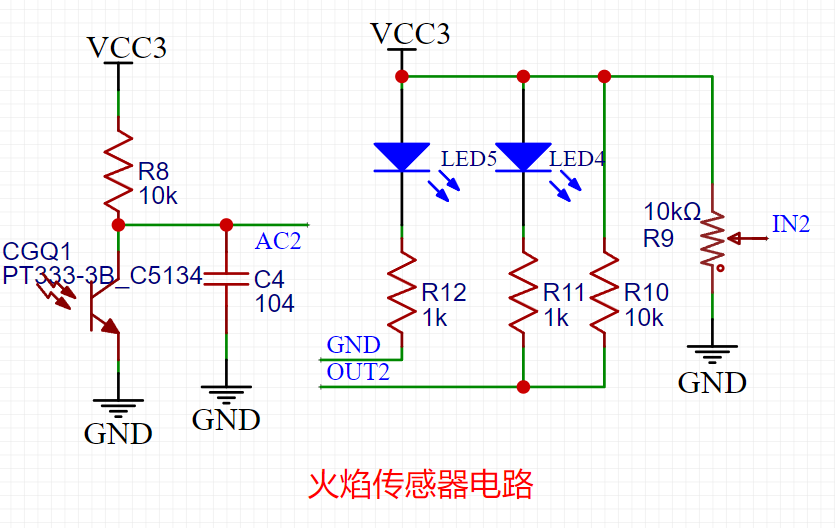 VCC3
R8
10k
AC2
CGQ1
PT333-3B_C5134
C4
104
GND
GND
VCC3
LED5
LED4
10kΩ
R9
IN2
R12
1k
R11
1k
R10
10k
GND
OUT2
GND
火焰传感器电路